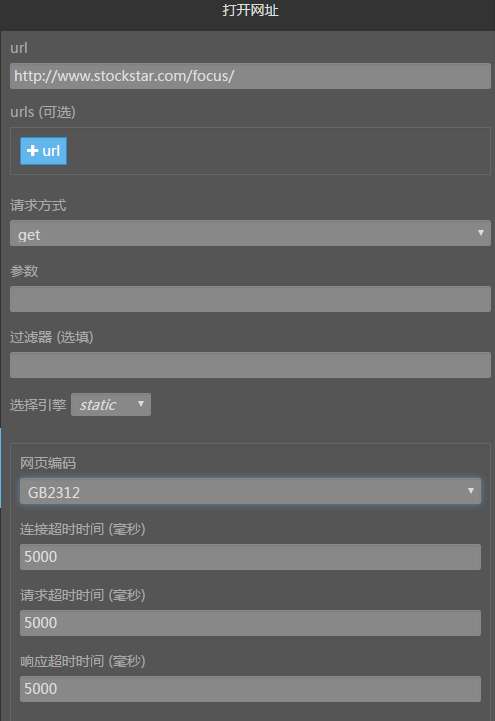 打开网址
url
http://www.stockstar.com/focus/
urls (可选)
+ url
请求方式
get
参数
过滤器 (选填)
选择引擎 static
网页编码
GB2312
连接超时时间 (毫秒)
5000
请求超时时间 (毫秒)
5000
响应超时时间 (毫秒)
5000